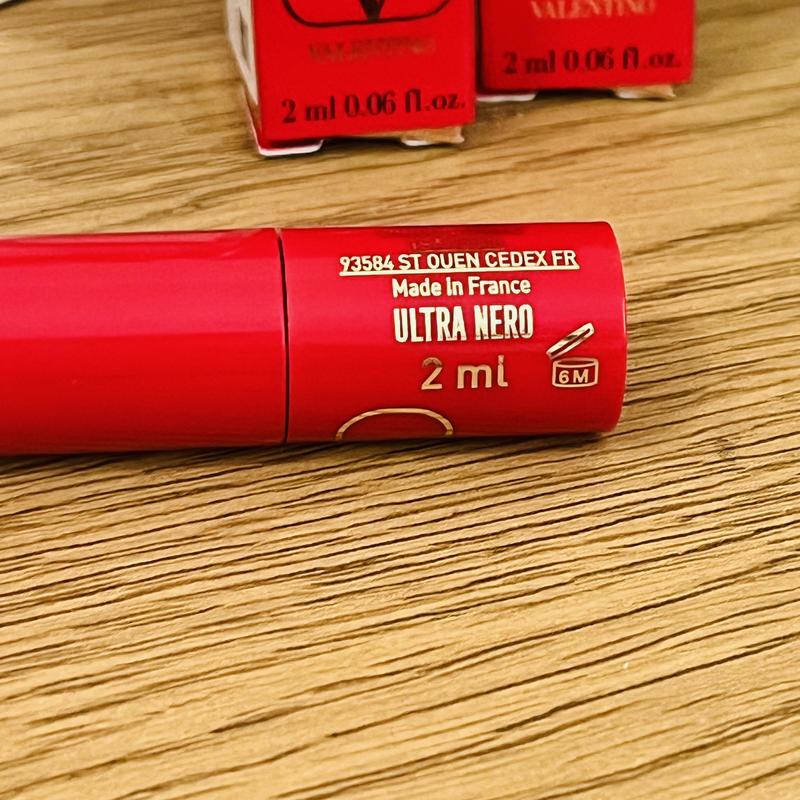 VALENTINO
2 ml 0.06 fl.oz.
VALENTINO
2 ml 0.06 fl.oz.
93584 ST OUEN CEDEX FR
Made in France
ULTRA NERO
2 ml
6M